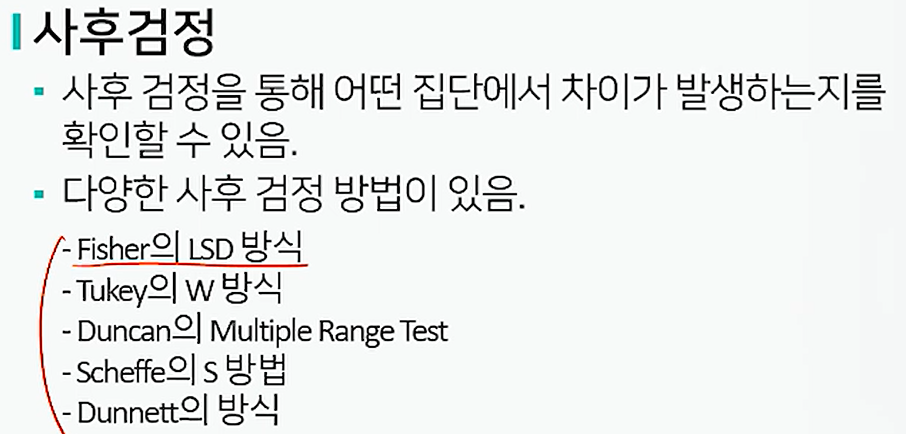 사후검정
▪ 사후 검정을 통해 어떤 집단에서 차이가 발생하는지를
확인할 수 있음.
▪ 다양한 사후 검정 방법이 있음.
- Fisher의 LSD 방식
- Tukey의 W 방식
- Duncan의 Multiple Range Test
- Scheffe의 S 방법
- Dunnett의 방식